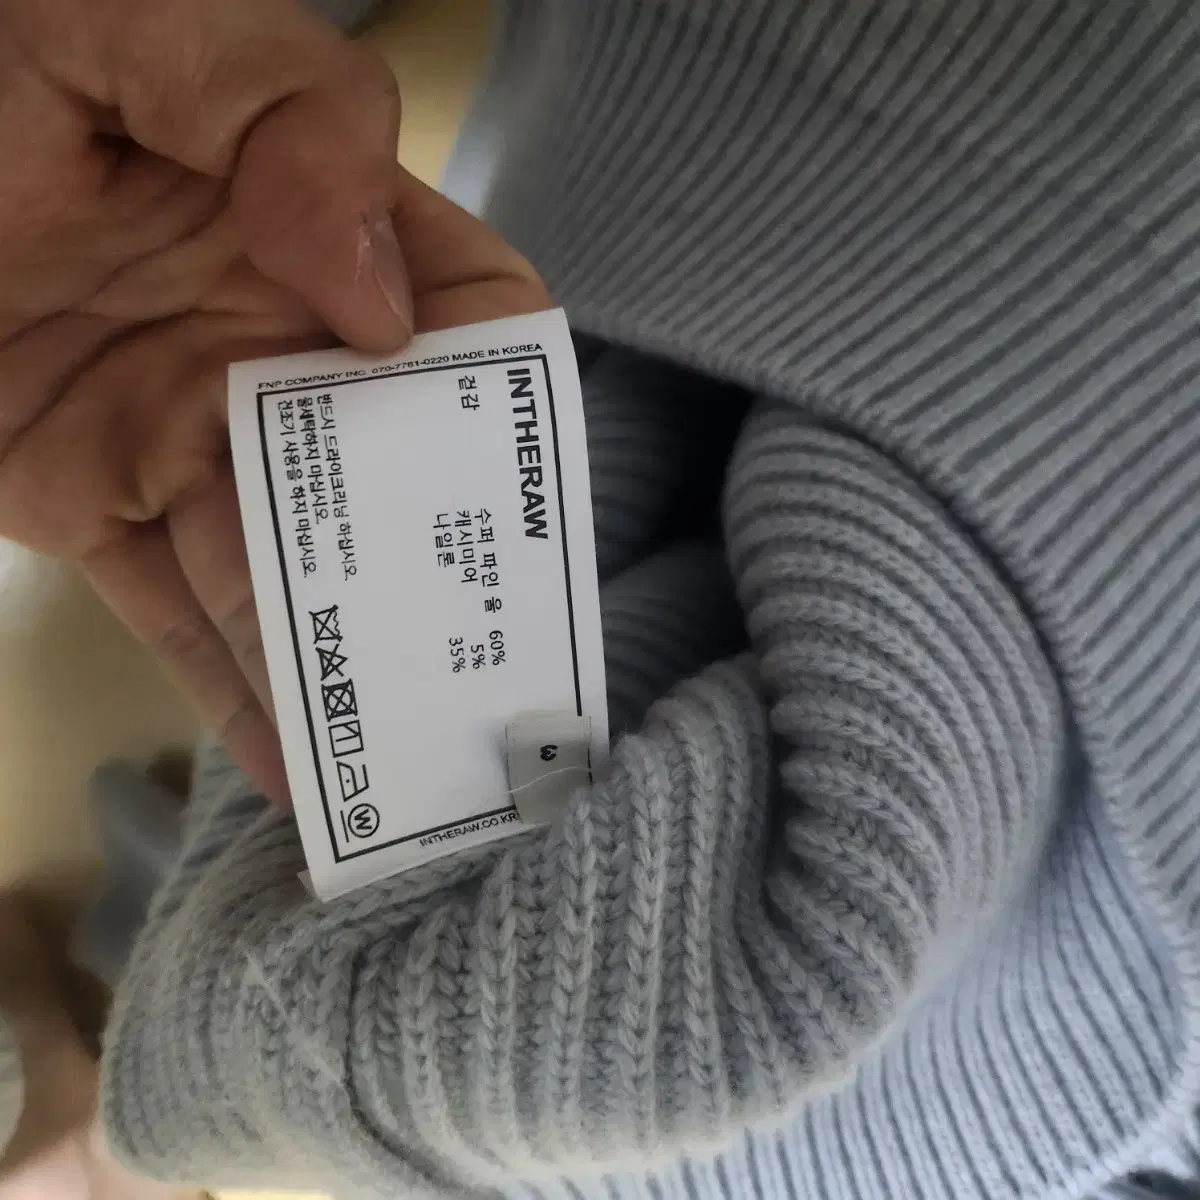 FNP COMPANY INC. 070-7761-0220 MADE IN KOREA
INTHERAW
겉감
수퍼 파인 울 60%
캐시미어 5%
나일론 35%
반드시 드라이크리닝 하십시오.
물세탁하지 마십시오.
건조기 사용을 하지 마십시오.
W
3
INTHERAW.CO.KR